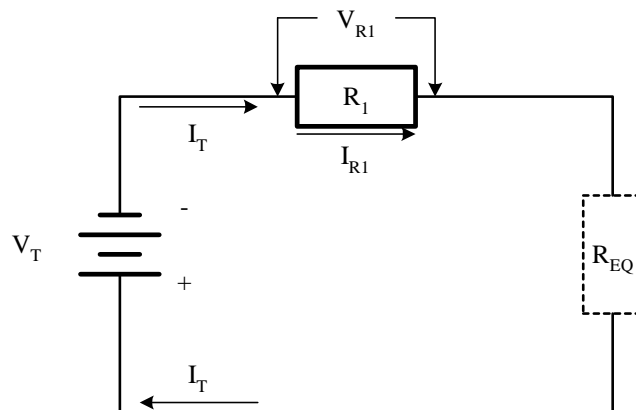 V_R1
R_1
I_T
I_R1
-
V_T
R_EQ
+
I_T